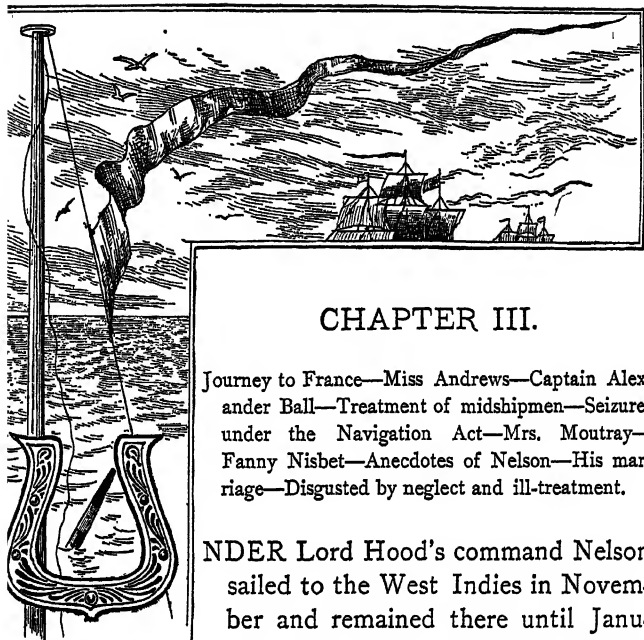 CHAPTER III.
Journey to France—Miss Andrews—Captain Alex
ander Ball—Treatment of midshipmen—Seizure
under the Navigation Act—Mrs. Moutray—
Fanny Nisbet—Anecdotes of Nelson—His mar
riage—Disgusted by neglect and ill-treatment.
UNDER Lord Hood's command Nelson
sailed to the West Indies in Novem-
ber and remained there until Janu